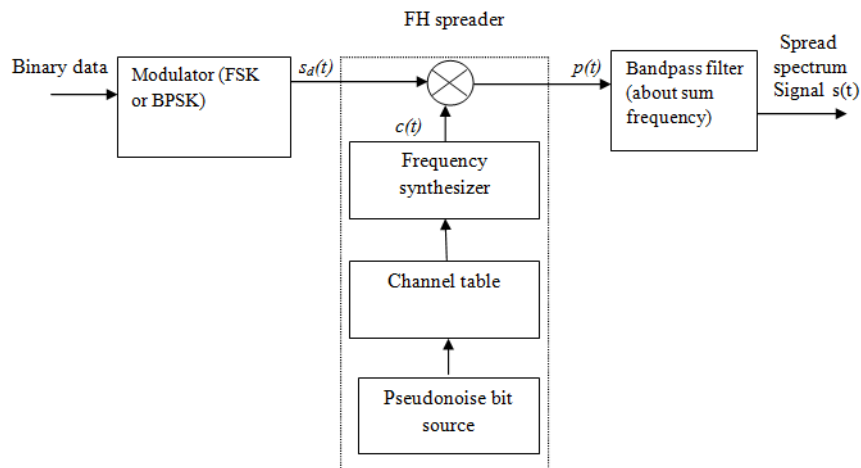 FH spreader
Binary data
Modulator (FSK
or BPSK)
s_d(t)
p(t)
Bandpass filter
(about sum
frequency)
Spread
spectrum
Signal s(t)
c(t)
Frequency
synthesizer
Channel table
Pseudonoise bit
source